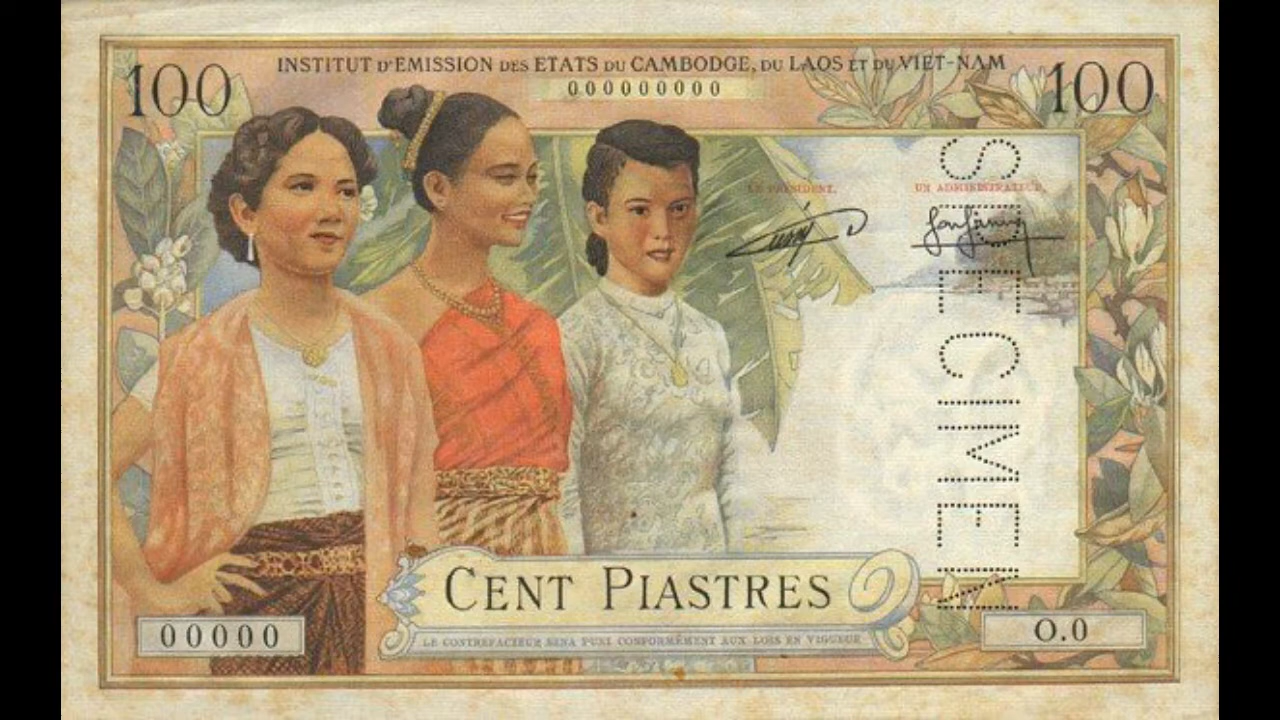 INSTITUT D'EMISSION DES ETATS DU CAMBODGE, DU LAOS ET DU VIET-NAM
100
000000000
100
LE PRÉSIDENT,
UN ADMINISTRATEUR,
SPECIMEN
CENT PIASTRES
LE CONTREFACTEUR SERA PUNI CONFORMÉMENT AUX LOIS EN VIGUEUR
00000
O.0